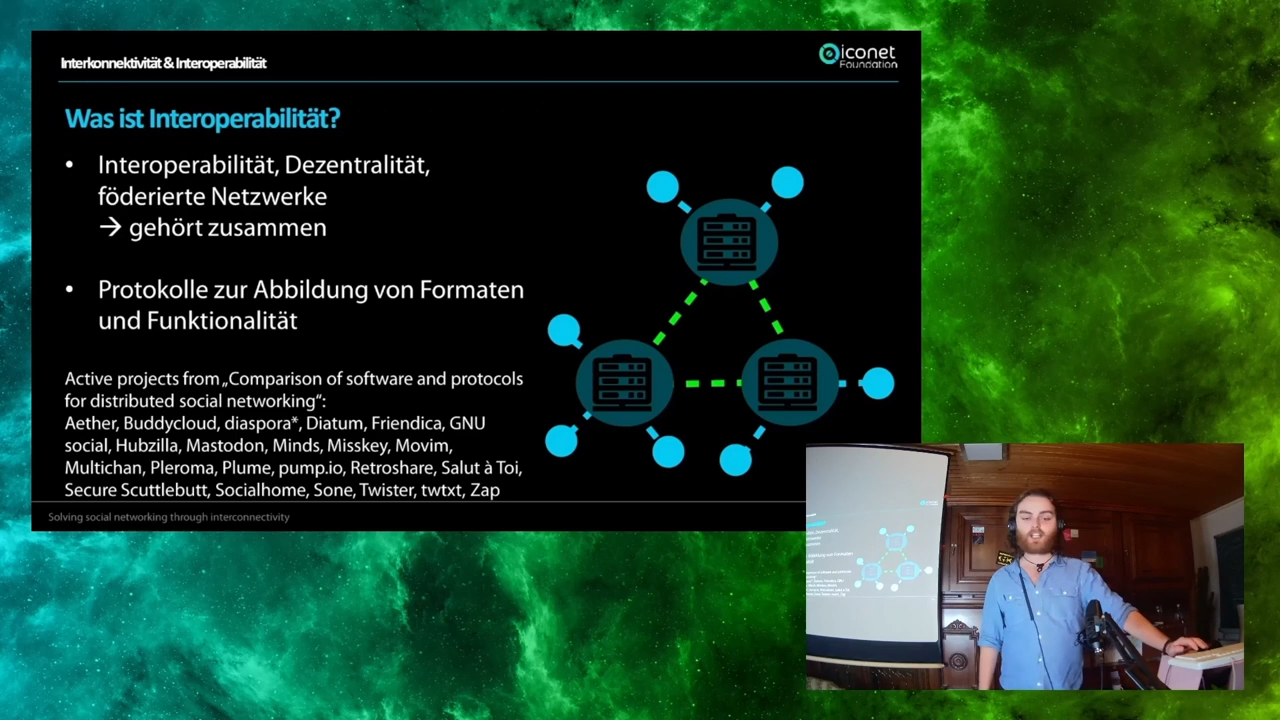 Interkonnektivität & Interoperabilität
iconet
Foundation
Was ist Interoperabilität?
• Interoperabilität, Dezentralität,
föderierte Netzwerke
→ gehört zusammen
• Protokolle zur Abbildung von Formaten
und Funktionalität
Active projects from „Comparison of software and protocols
for distributed social networking“:
Aether, Buddycloud, diaspora*, Diatum, Friendica, GNU
social, Hubzilla, Mastodon, Minds, Misskey, Movim,
Multichan, Pleroma, Plume, pump.io, Retroshare, Salut à Toi,
Secure Scuttlebutt, Socialhome, Sone, Twister, twtxt, Zap
Solving social networking through interconnectivity